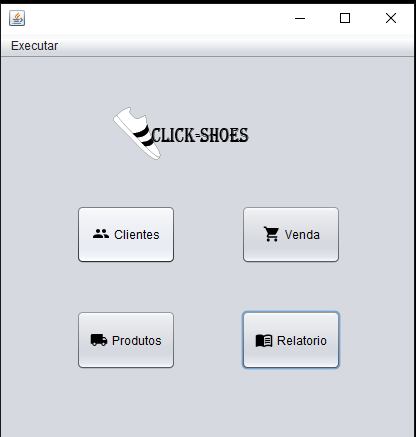 Executar
CLICK-SHOES
Clientes
Venda
Produtos
Relatorio